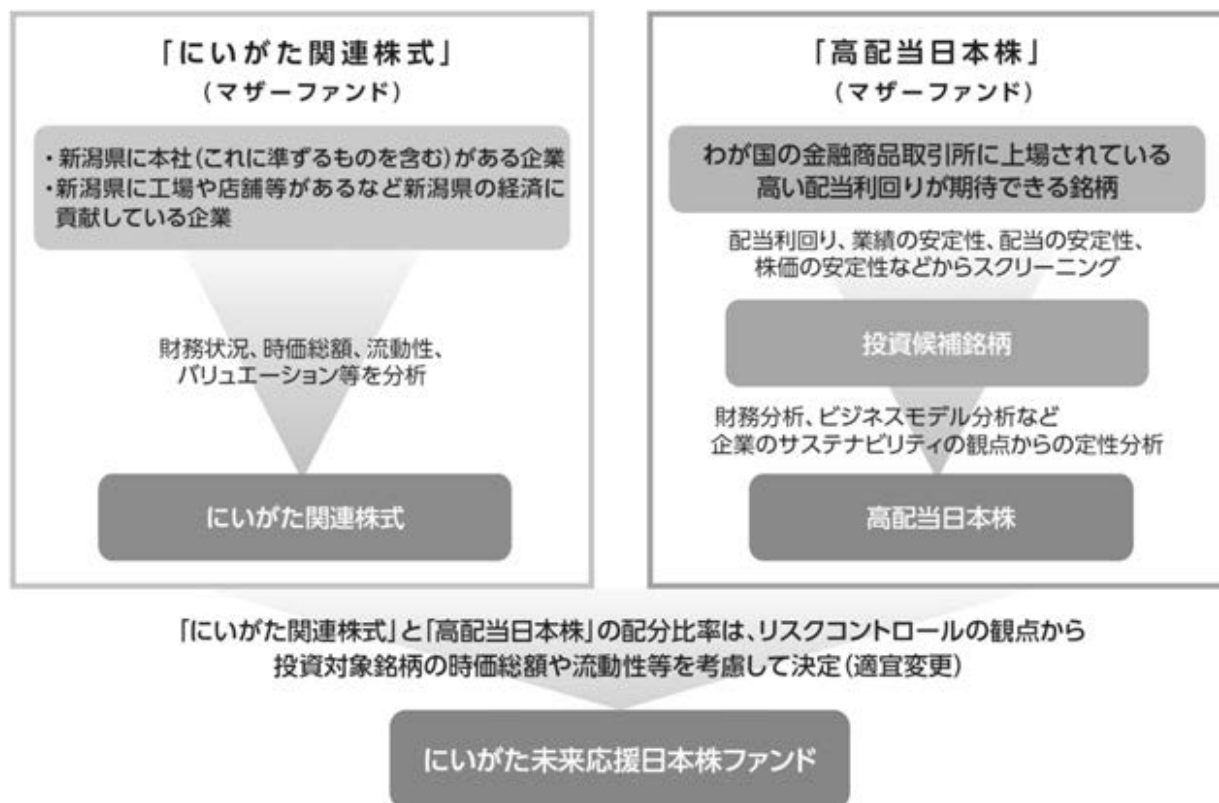 「にいがた関連株式」
(マザーファンド)
・新潟県に本社(これに準ずるものを含む)がある企業
・新潟県に工場や店舗等があるなど新潟県の経済に
貢献している企業
財務状況、時価総額、流動性、
バリュエーション等を分析
にいがた関連株式
「高配当日本株」
(マザーファンド)
わが国の金融商品取引所に上場されている
高い配当利回りが期待できる銘柄
配当利回り、業績の安定性、配当の安定性、
株価の安定性などからスクリーニング
投資候補銘柄
財務分析、ビジネスモデル分析など
企業のサステナビリティの観点からの定性分析
高配当日本株
「にいがた関連株式」と「高配当日本株」の配分比率は、リスクコントロールの観点から
投資対象銘柄の時価総額や流動性等を考慮して決定(適宜変更)
にいがた未来応援日本株ファンド